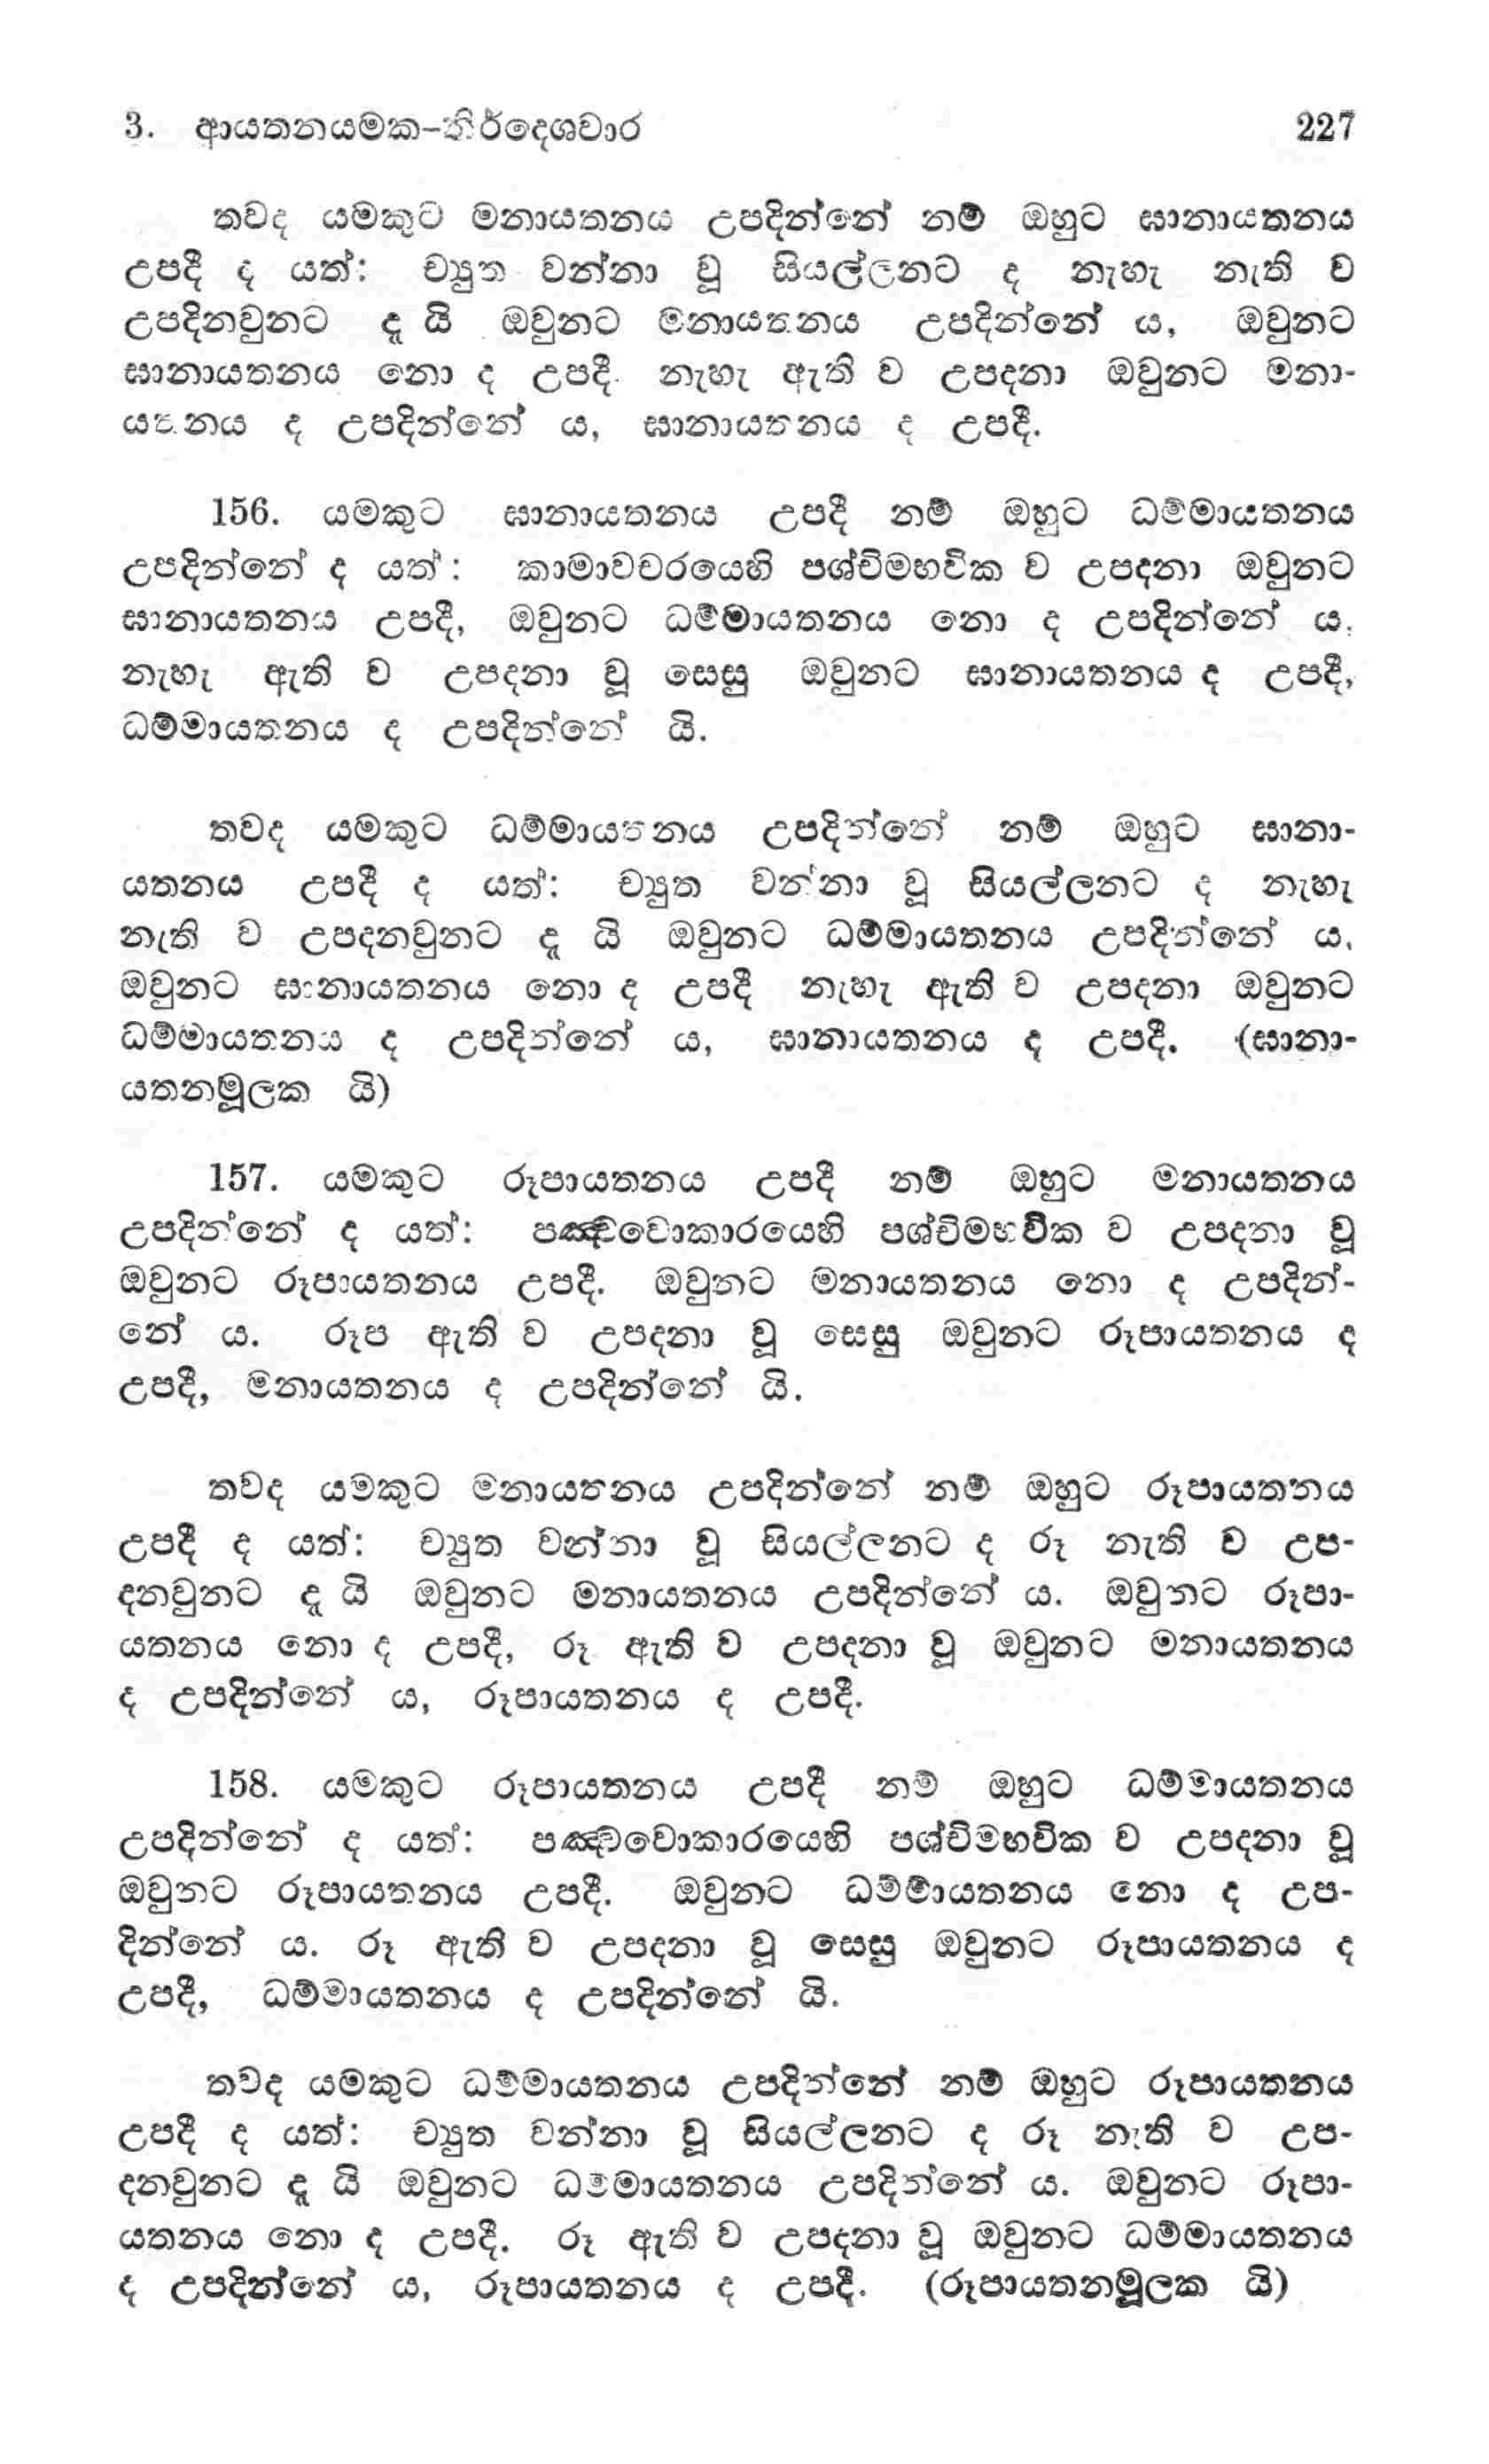 3. ආයතනයමක-නිර්දෙශවාර 227
තවද යමකුට මනායතනය උපදින්නේ නම් ඔහුට ඝානායතනය
උපදී ද යත්: ච්‍යුත වන්නා වූ සියල්ලනට ද නැහැ නැති ව
උපදිනවුනට දූ යි ඔවුනට මනායතනය උපදින්නේ ය, ඔවුනට
ඝානායතනය නො ද උපදී. නැහැ ඇති ව උපදනා ඔවුනට මනා-
යතනය ද උපදින්නේ ය, ඝානායතනය ද උපදී.
156. යමකුට ඝානායතනය උපදී නම් ඔහුට ධම්මායතනය
උපදින්නේ ද යත්: කාමාවචරයෙහි පශ්චිමභවික ව උපදනා ඔවුනට
ඝානායතනය උපදී, ඔවුනට ධම්මායතනය නො ද උපදින්නේ ය,
නැහැ ඇති ව උපදනා වූ සෙසු ඔවුනට ඝානායතනය ද උපදී,
ධම්මායතනය ද උපදින්නේ යි.
තවද යමකුට ධම්මායතනය උපදින්නේ නම් ඔහුට ඝානා-
යතනය උපදී ද යත්: ච්‍යුත වන්නා වූ සියල්ලනට ද නැහැ
නැති ව උපදනවුනට දූ යි ඔවුනට ධම්මායතනය උපදින්නේ ය,
ඔවුනට ඝානායතනය නො ද උපදී නැහැ ඇති ව උපදනා ඔවුනට
ධම්මායතනය ද උපදින්නේ ය, ඝානායතනය ද උපදී. (ඝානා-
යතනමූලක යි)
157. යමකුට රූපායතනය උපදී නම් ඔහුට මනායතනය
උපදින්නේ ද යත්: පඤ්චවොකාරයෙහි පශ්චිමභවික ව උපදනා වූ
ඔවුනට රූපායතනය උපදී. ඔවුනට මනායතනය නො ද උපදින්-
නේ ය. රූප ඇති ව උපදනා වූ සෙසු ඔවුනට රූපායතනය ද
උපදී, මනායතනය ද උපදින්නේ යි.
තවද යමකුට මනායතනය උපදින්නේ නම් ඔහුට රූපායතනය
උපදී ද යත්: ච්‍යුත වන්නා වූ සියල්ලනට ද රූ නැති ව උප-
දනවුනට දූ යි ඔවුනට මනායතනය උපදින්නේ ය. ඔවුනට රූපා-
යතනය නො ද උපදී, රූ ඇති ව උපදනා වූ ඔවුනට මනායතනය
ද උපදින්නේ ය, රූපායතනය ද උපදී.
158. යමකුට රූපායතනය උපදී නම් ඔහුට ධම්මායතනය
උපදින්නේ ද යත්: පඤ්චවොකාරයෙහි පශ්චිමභවික ව උපදනා වූ
ඔවුනට රූපායතනය උපදී. ඔවුනට ධම්මායතනය නො ද උප-
දින්නේ ය. රූ ඇති ව උපදනා වූ සෙසු ඔවුනට රූපායතනය ද
උපදී, ධම්මායතනය ද උපදින්නේ යි.
තවද යමකුට ධම්මායතනය උපදින්නේ නම් ඔහුට රූපායතනය
උපදී ද යත්: ච්‍යුත වන්නා වූ සියල්ලනට ද රූ නැති ව උප-
දනවුනට දූ යි ඔවුනට ධම්මායතනය උපදින්නේ ය. ඔවුනට රූපා-
යතනය නො ද උපදී. රූ ඇති ව උපදනා වූ ඔවුනට ධම්මායතනය
ද උපදින්නේ ය, රූපායතනය ද උපදී. (රූපායතනමූලක යි)